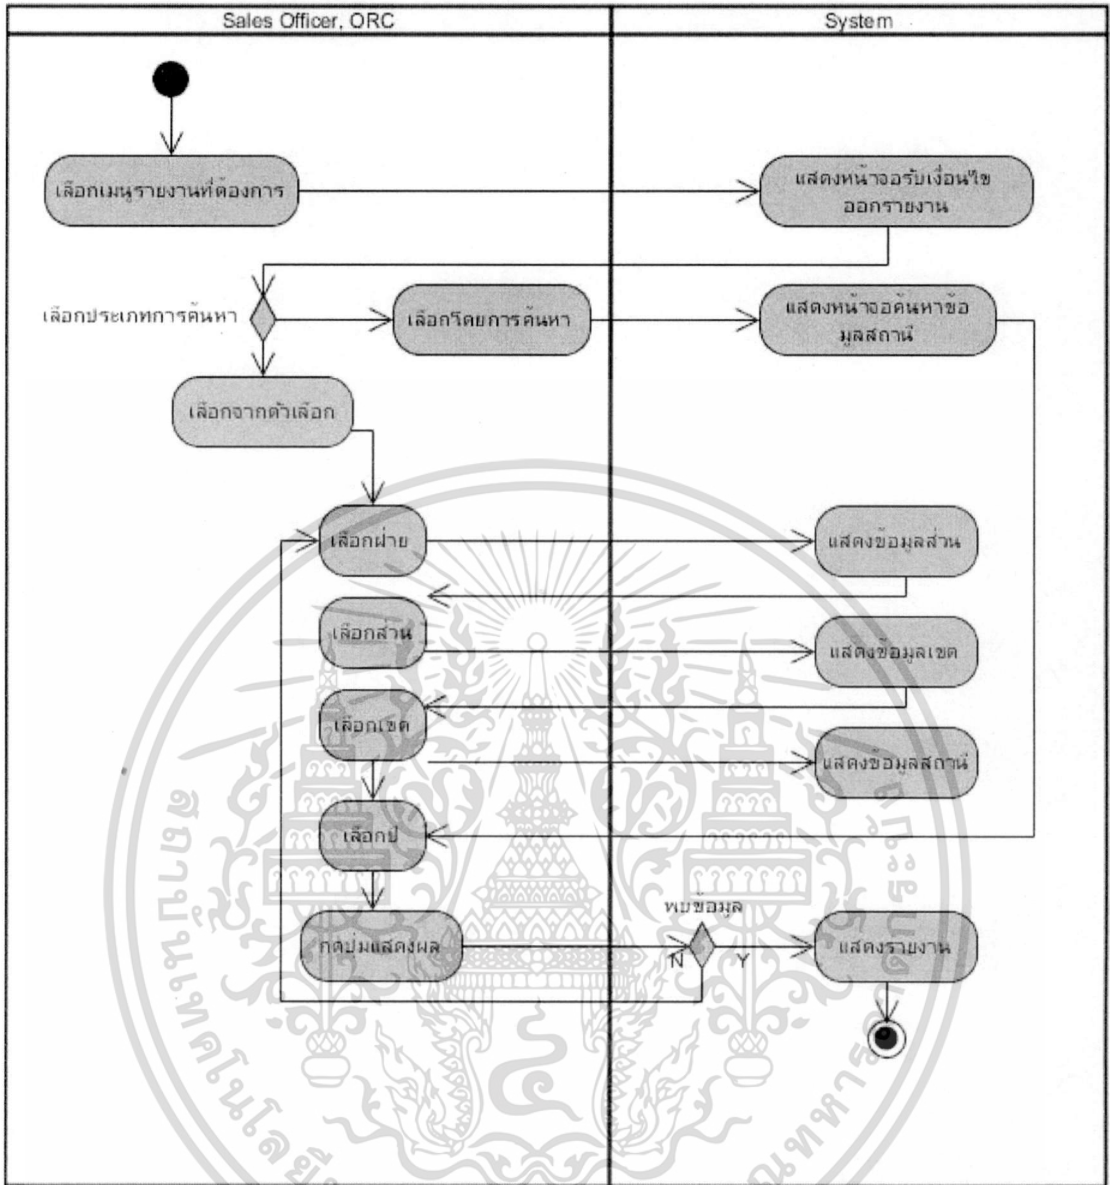 Sales Officer, ORC
System
เลือกเมนูรายงานที่ต้องการ
แสดงหน้าจอรับเงื่อนไข
ออกรายงาน
เลือกประเภทการค้นหา
เลือกโดยการค้นหา
แสดงหน้าจอค้นหาข้อ
มูลสถานี
เลือกจากตัวเลือก
เลือกฝ่าย
แสดงข้อมูลส่วน
เลือกส่วน
แสดงข้อมูลเขต
เลือกเขต
แสดงข้อมูลสถานี
เลือกปี
พบข้อมูล
กดปุ่มแสดงผล
N
Y
แสดงรายงาน